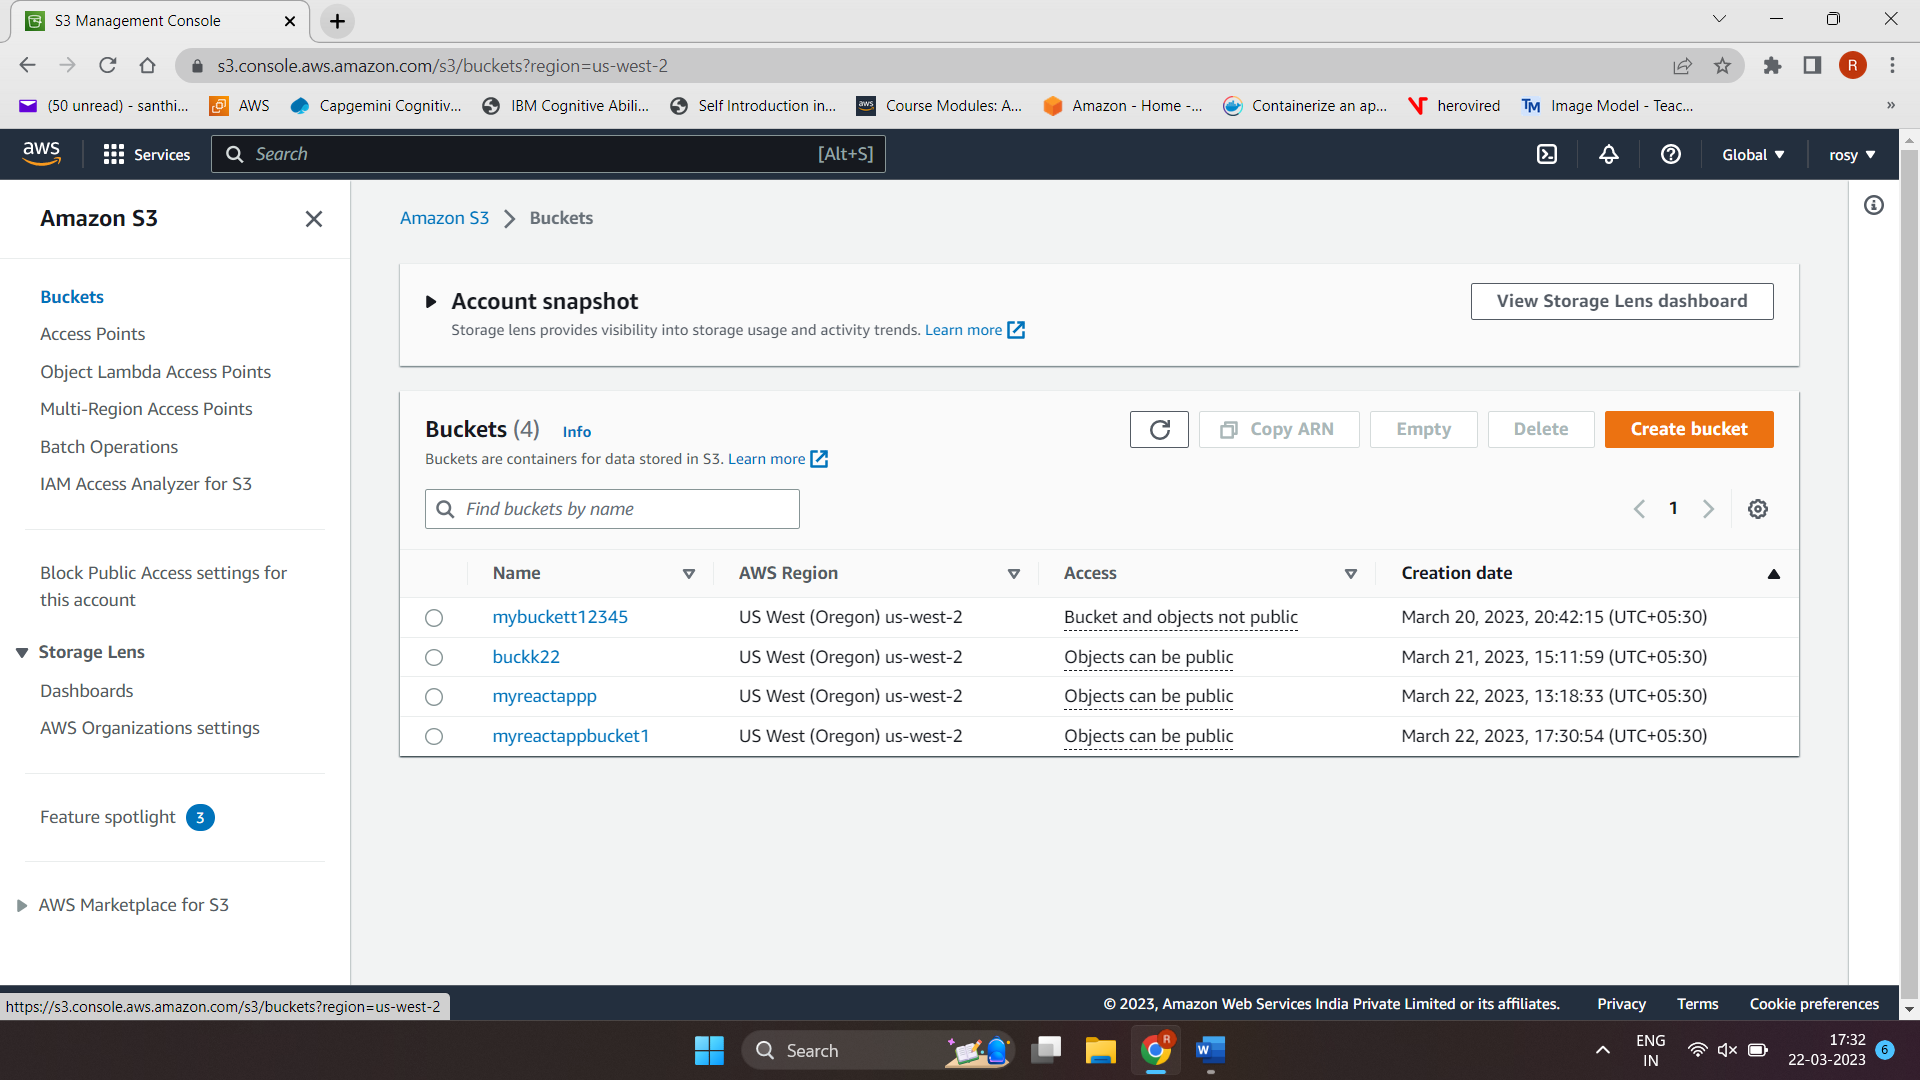 S3 Management Console
s3.console.aws.amazon.com/s3/buckets?region=us-west-2
R
(50 unread) - santhi...
AWS
Capgemini Cognitiv...
IBM Cognitive Abili...
Self Introduction in...
aws
Course Modules: A...
Amazon - Home -...
Containerize an ap...
herovired
TM
Image Model - Teac...
»
aws
Services
Search
[Alt+S]
Global
rosy
Amazon S3
Buckets
Access Points
Object Lambda Access Points
Multi-Region Access Points
Batch Operations
IAM Access Analyzer for S3
Block Public Access settings for
this account
Storage Lens
Dashboards
AWS Organizations settings
Feature spotlight 3
AWS Marketplace for S3
Amazon S3 > Buckets
Account snapshot
Storage lens provides visibility into storage usage and activity trends. Learn more
View Storage Lens dashboard
Buckets (4) Info
Buckets are containers for data stored in S3. Learn more
Copy ARN
Empty
Delete
Create bucket
Find buckets by name
1
Name AWS Region Access Creation date
mybuckett12345 US West (Oregon) us-west-2 Bucket and objects not public March 20, 2023, 20:42:15 (UTC+05:30)
buckk22 US West (Oregon) us-west-2 Objects can be public March 21, 2023, 15:11:59 (UTC+05:30)
myreactappp US West (Oregon) us-west-2 Objects can be public March 22, 2023, 13:18:33 (UTC+05:30)
myreactappbucket1 US West (Oregon) us-west-2 Objects can be public March 22, 2023, 17:30:54 (UTC+05:30)
https://s3.console.aws.amazon.com/s3/buckets?region=us-west-2
© 2023, Amazon Web Services India Private Limited or its affiliates. Privacy Terms Cookie preferences
Search
R
W
ENG
IN
17:32
22-03-2023
6